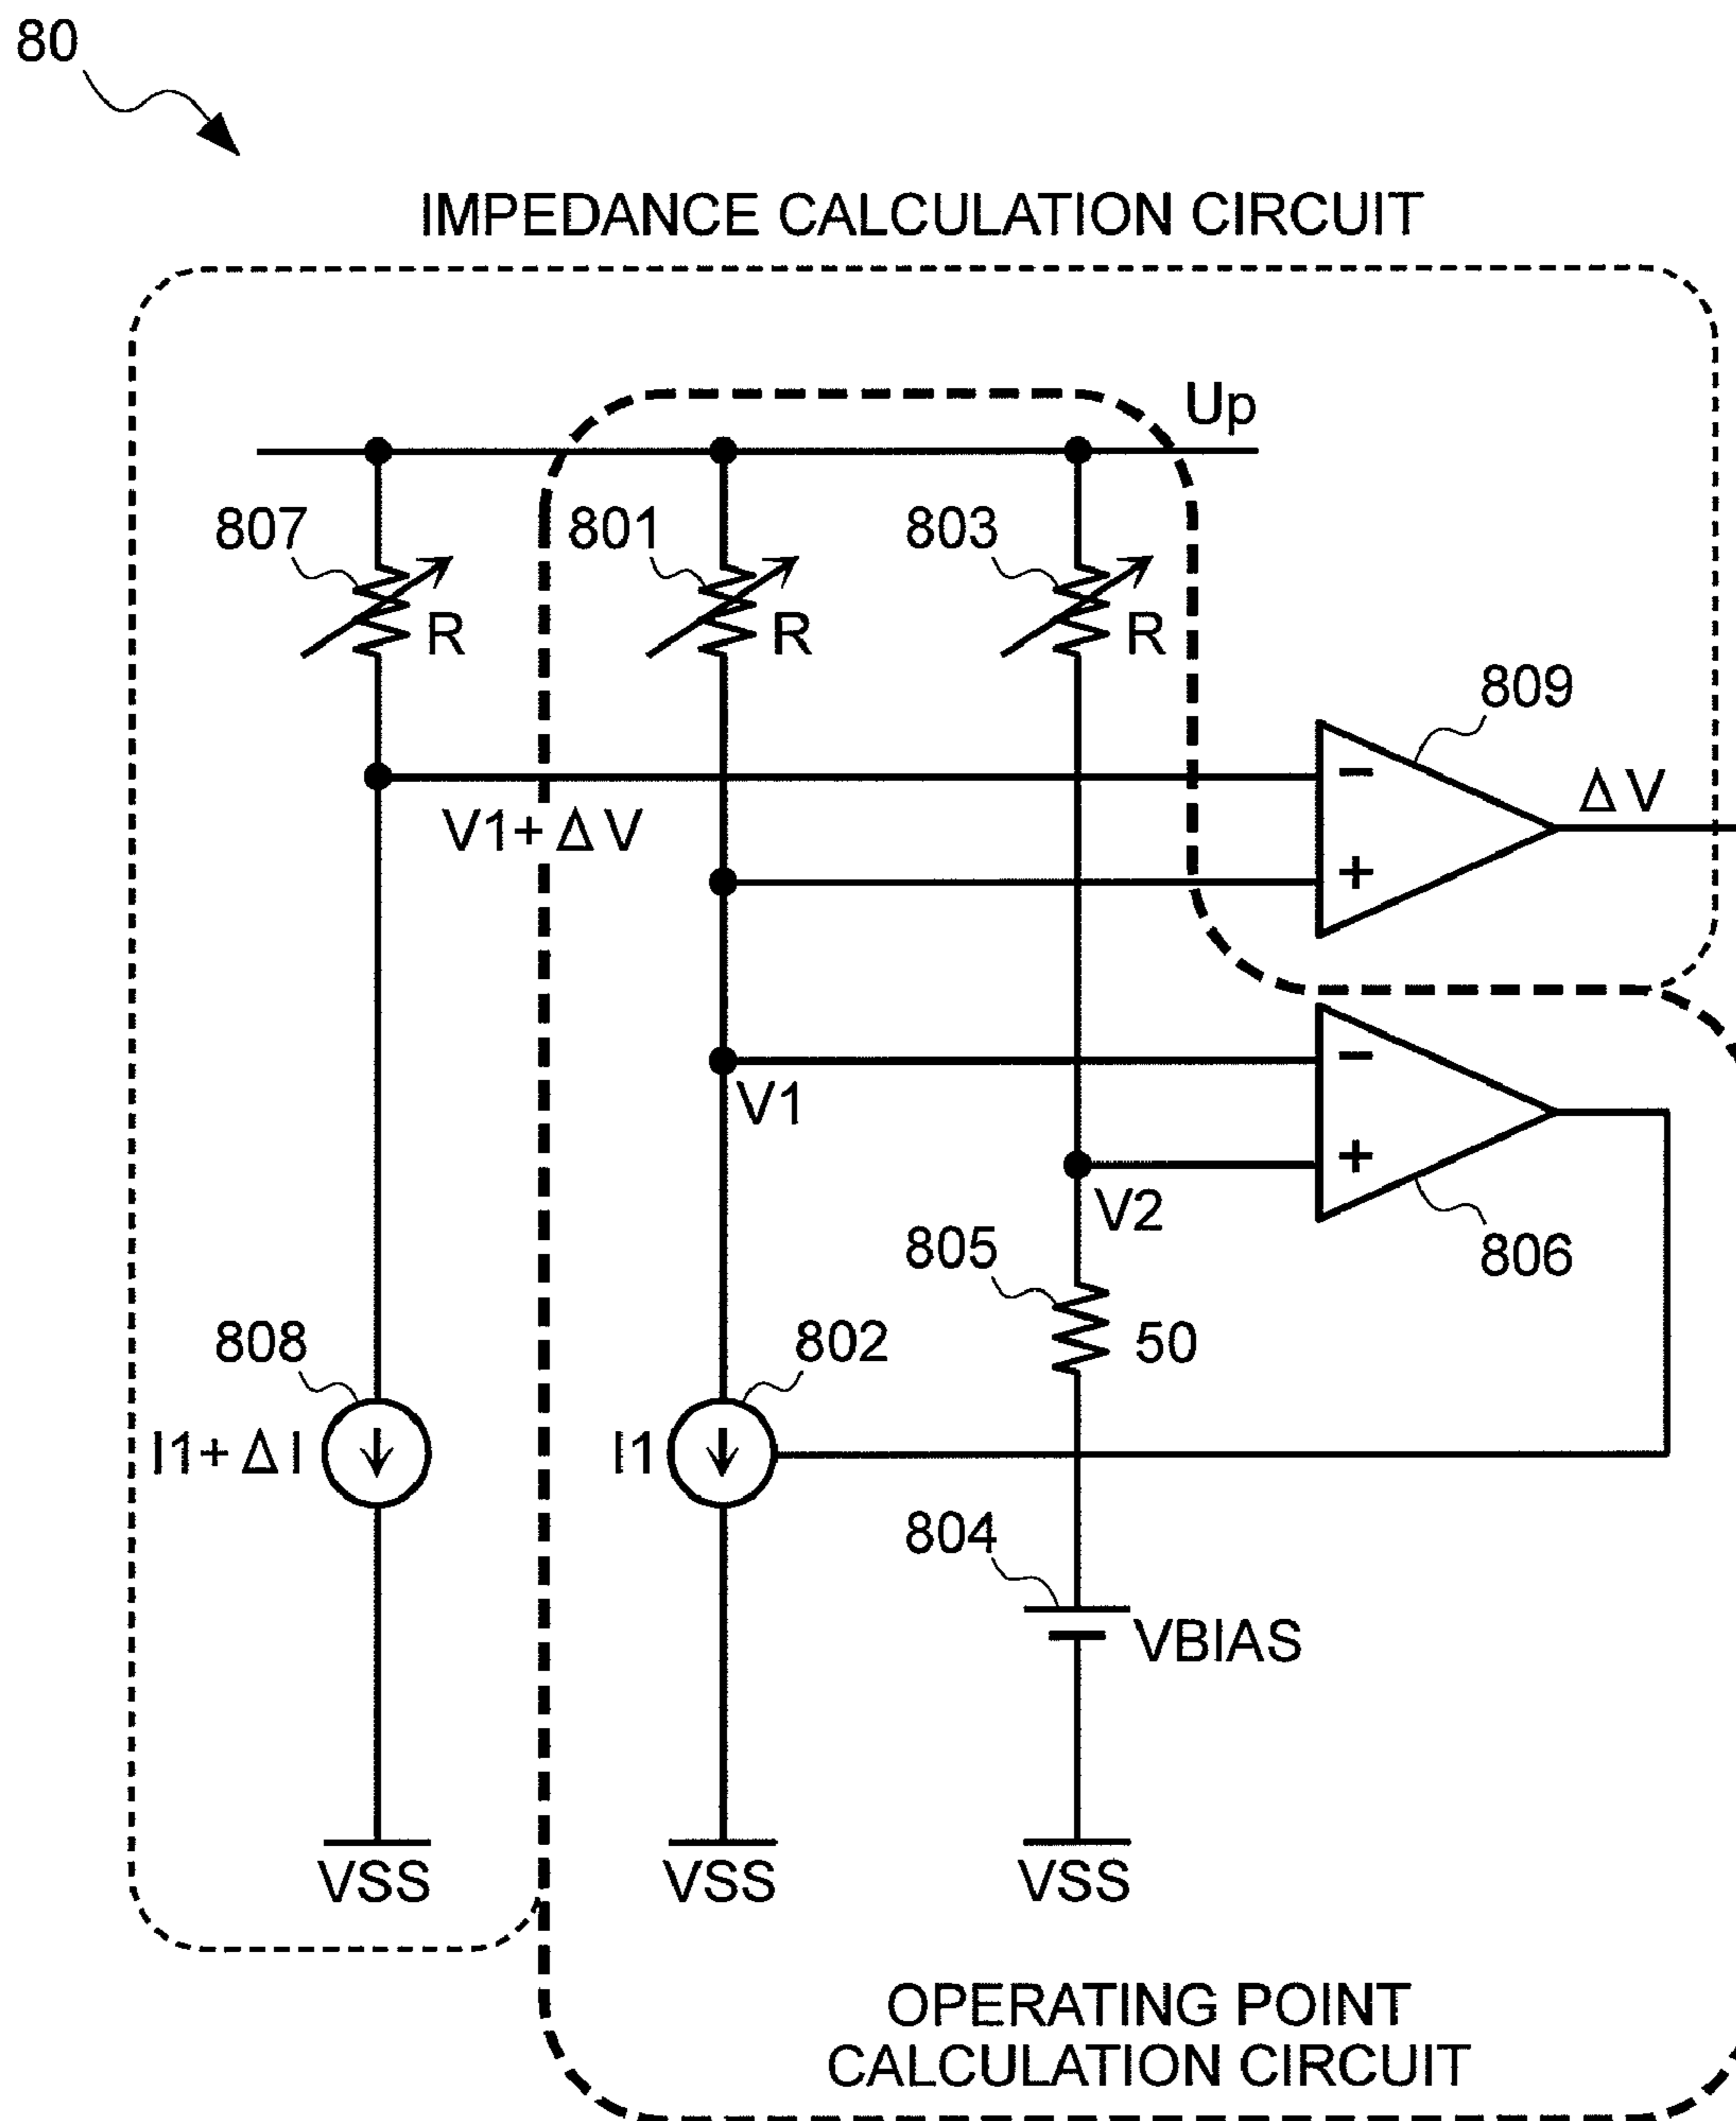 80
IMPEDANCE CALCULATION CIRCUIT
Up
807
801
803
R
R
R
809
−
ΔV
V1+ΔV
+
−
V1
+
V2
805
806
808
802
50
I1+ΔI
I1
804
VBIAS
VSS
VSS
VSS
OPERATING POINT
CALCULATION CIRCUIT